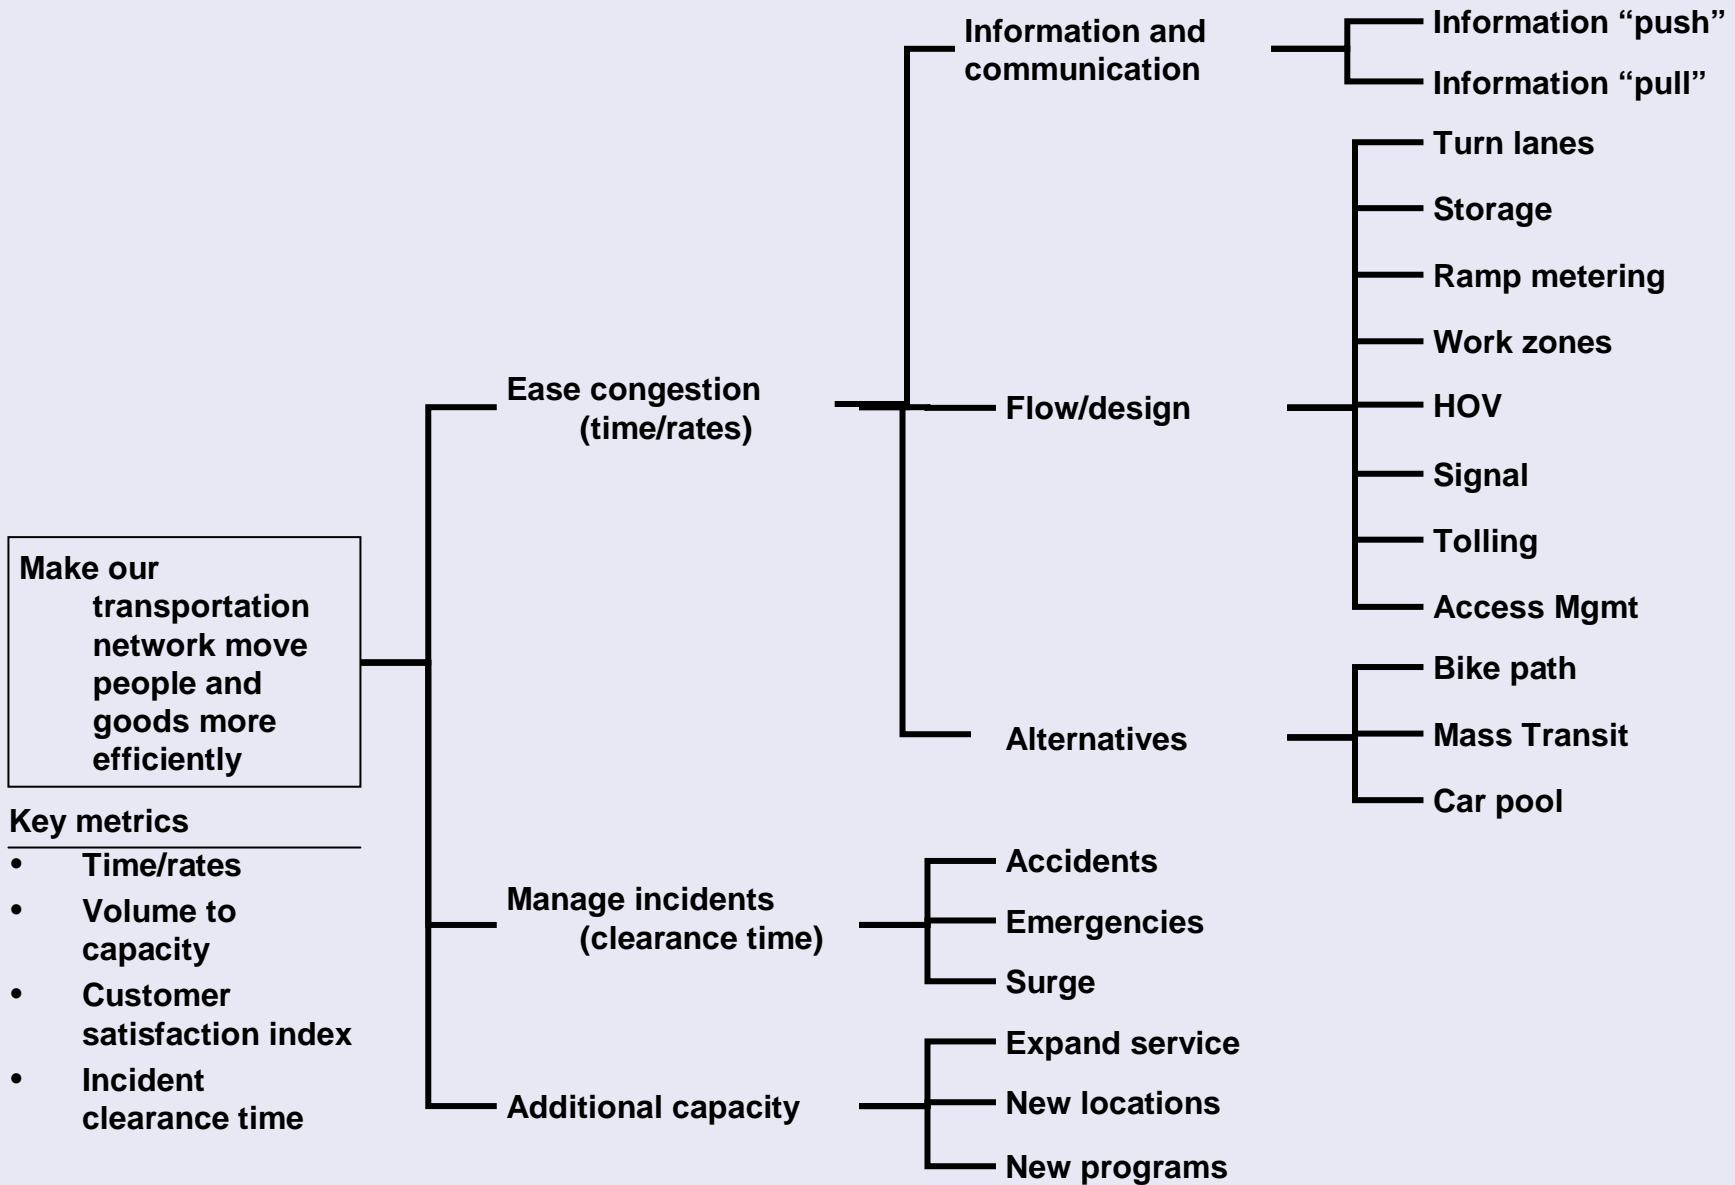 Make our
transportation
network move
people and
goods more
efficiently
Key metrics
• Time/rates
• Volume to
capacity
• Customer
satisfaction index
• Incident
clearance time
Ease congestion
(time/rates)
Information and
communication
Information “push”
Information “pull”
Flow/design
Turn lanes
Storage
Ramp metering
Work zones
HOV
Signal
Tolling
Access Mgmt
Alternatives
Bike path
Mass Transit
Car pool
Manage incidents
(clearance time)
Accidents
Emergencies
Surge
Additional capacity
Expand service
New locations
New programs